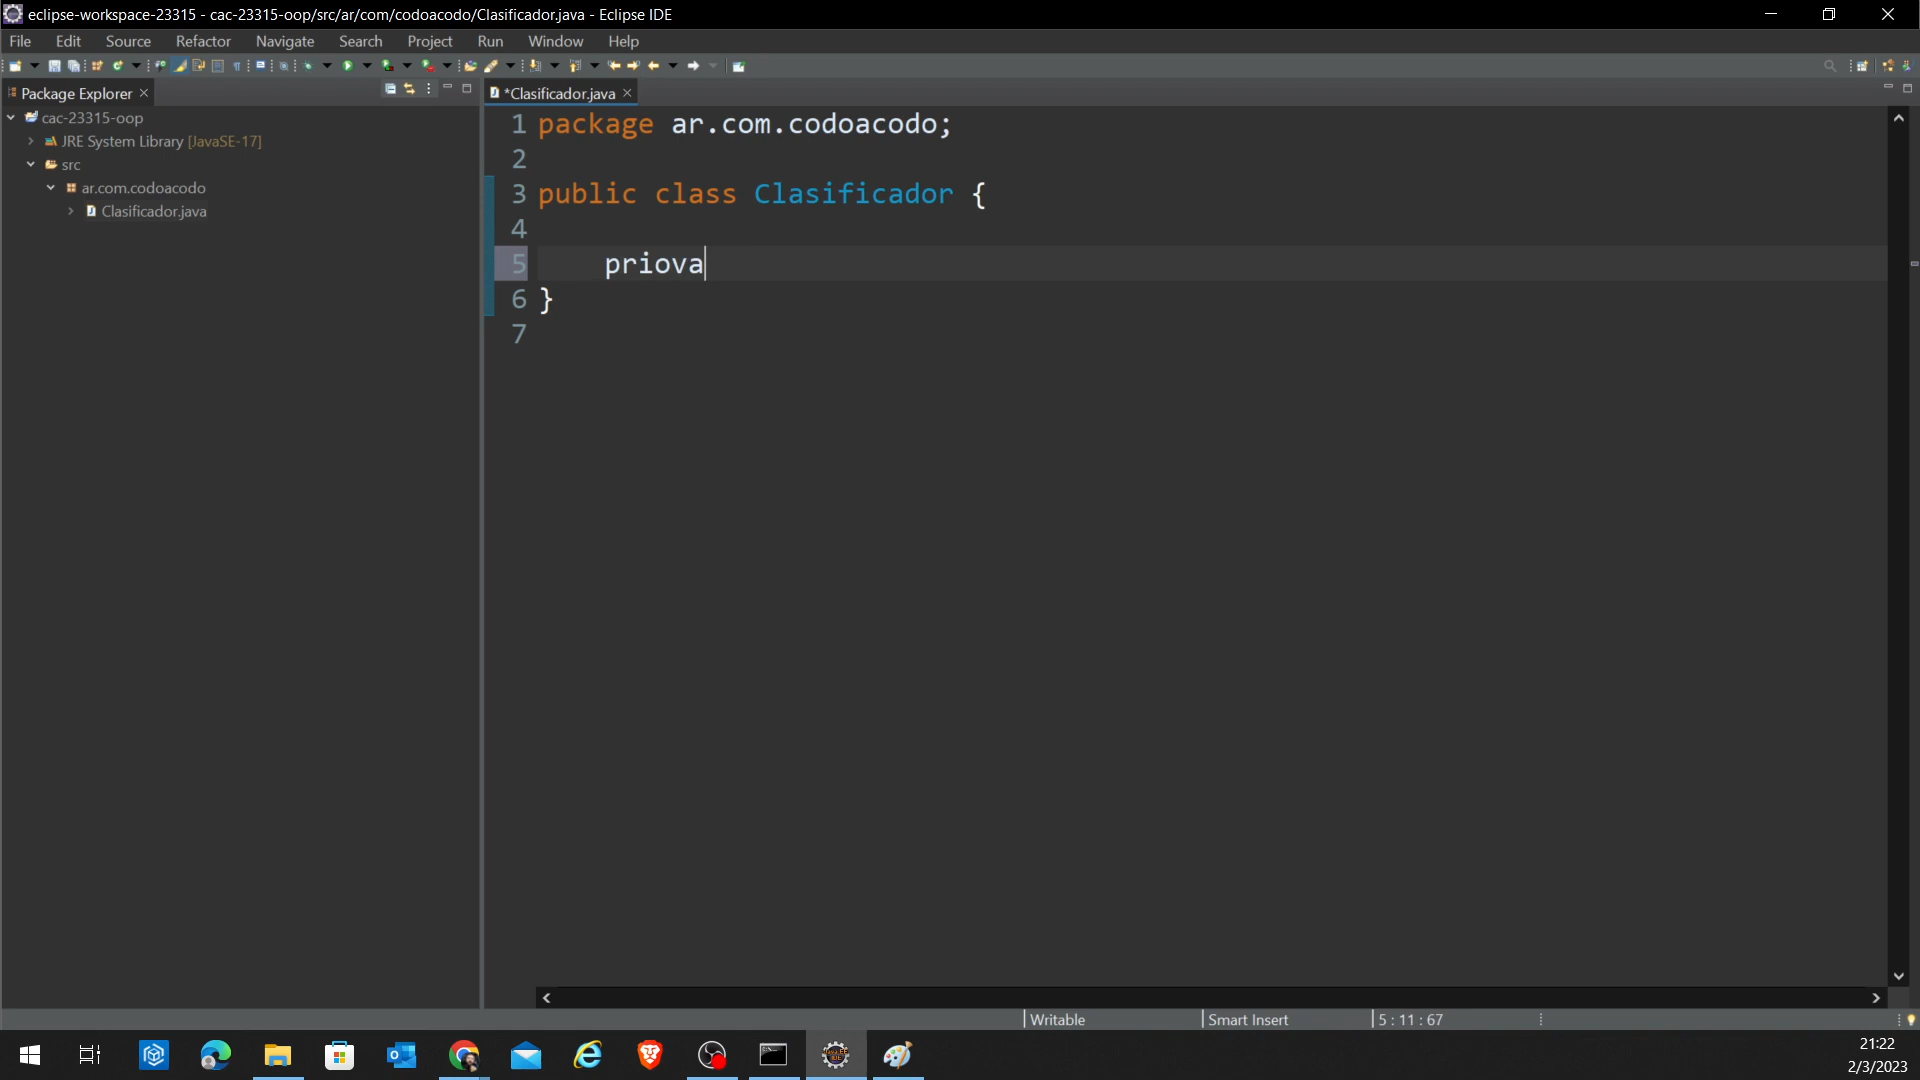 eclipse-workspace-23315 - cac-23315-oop/src/ar/com/codoacodo/Clasificador.java - Eclipse IDE
File Edit Source Refactor Navigate Search Project Run Window Help
Package Explorer
*Clasificador.java
cac-23315-oop
JRE System Library [JavaSE-17]
src
ar.com.codoacodo
Clasificador.java
1 package ar.com.codoacodo;
2
3 public class Clasificador {
4
5 priova
6 }
7
Writable Smart Insert 5 : 11 : 67
21:22
2/3/2023